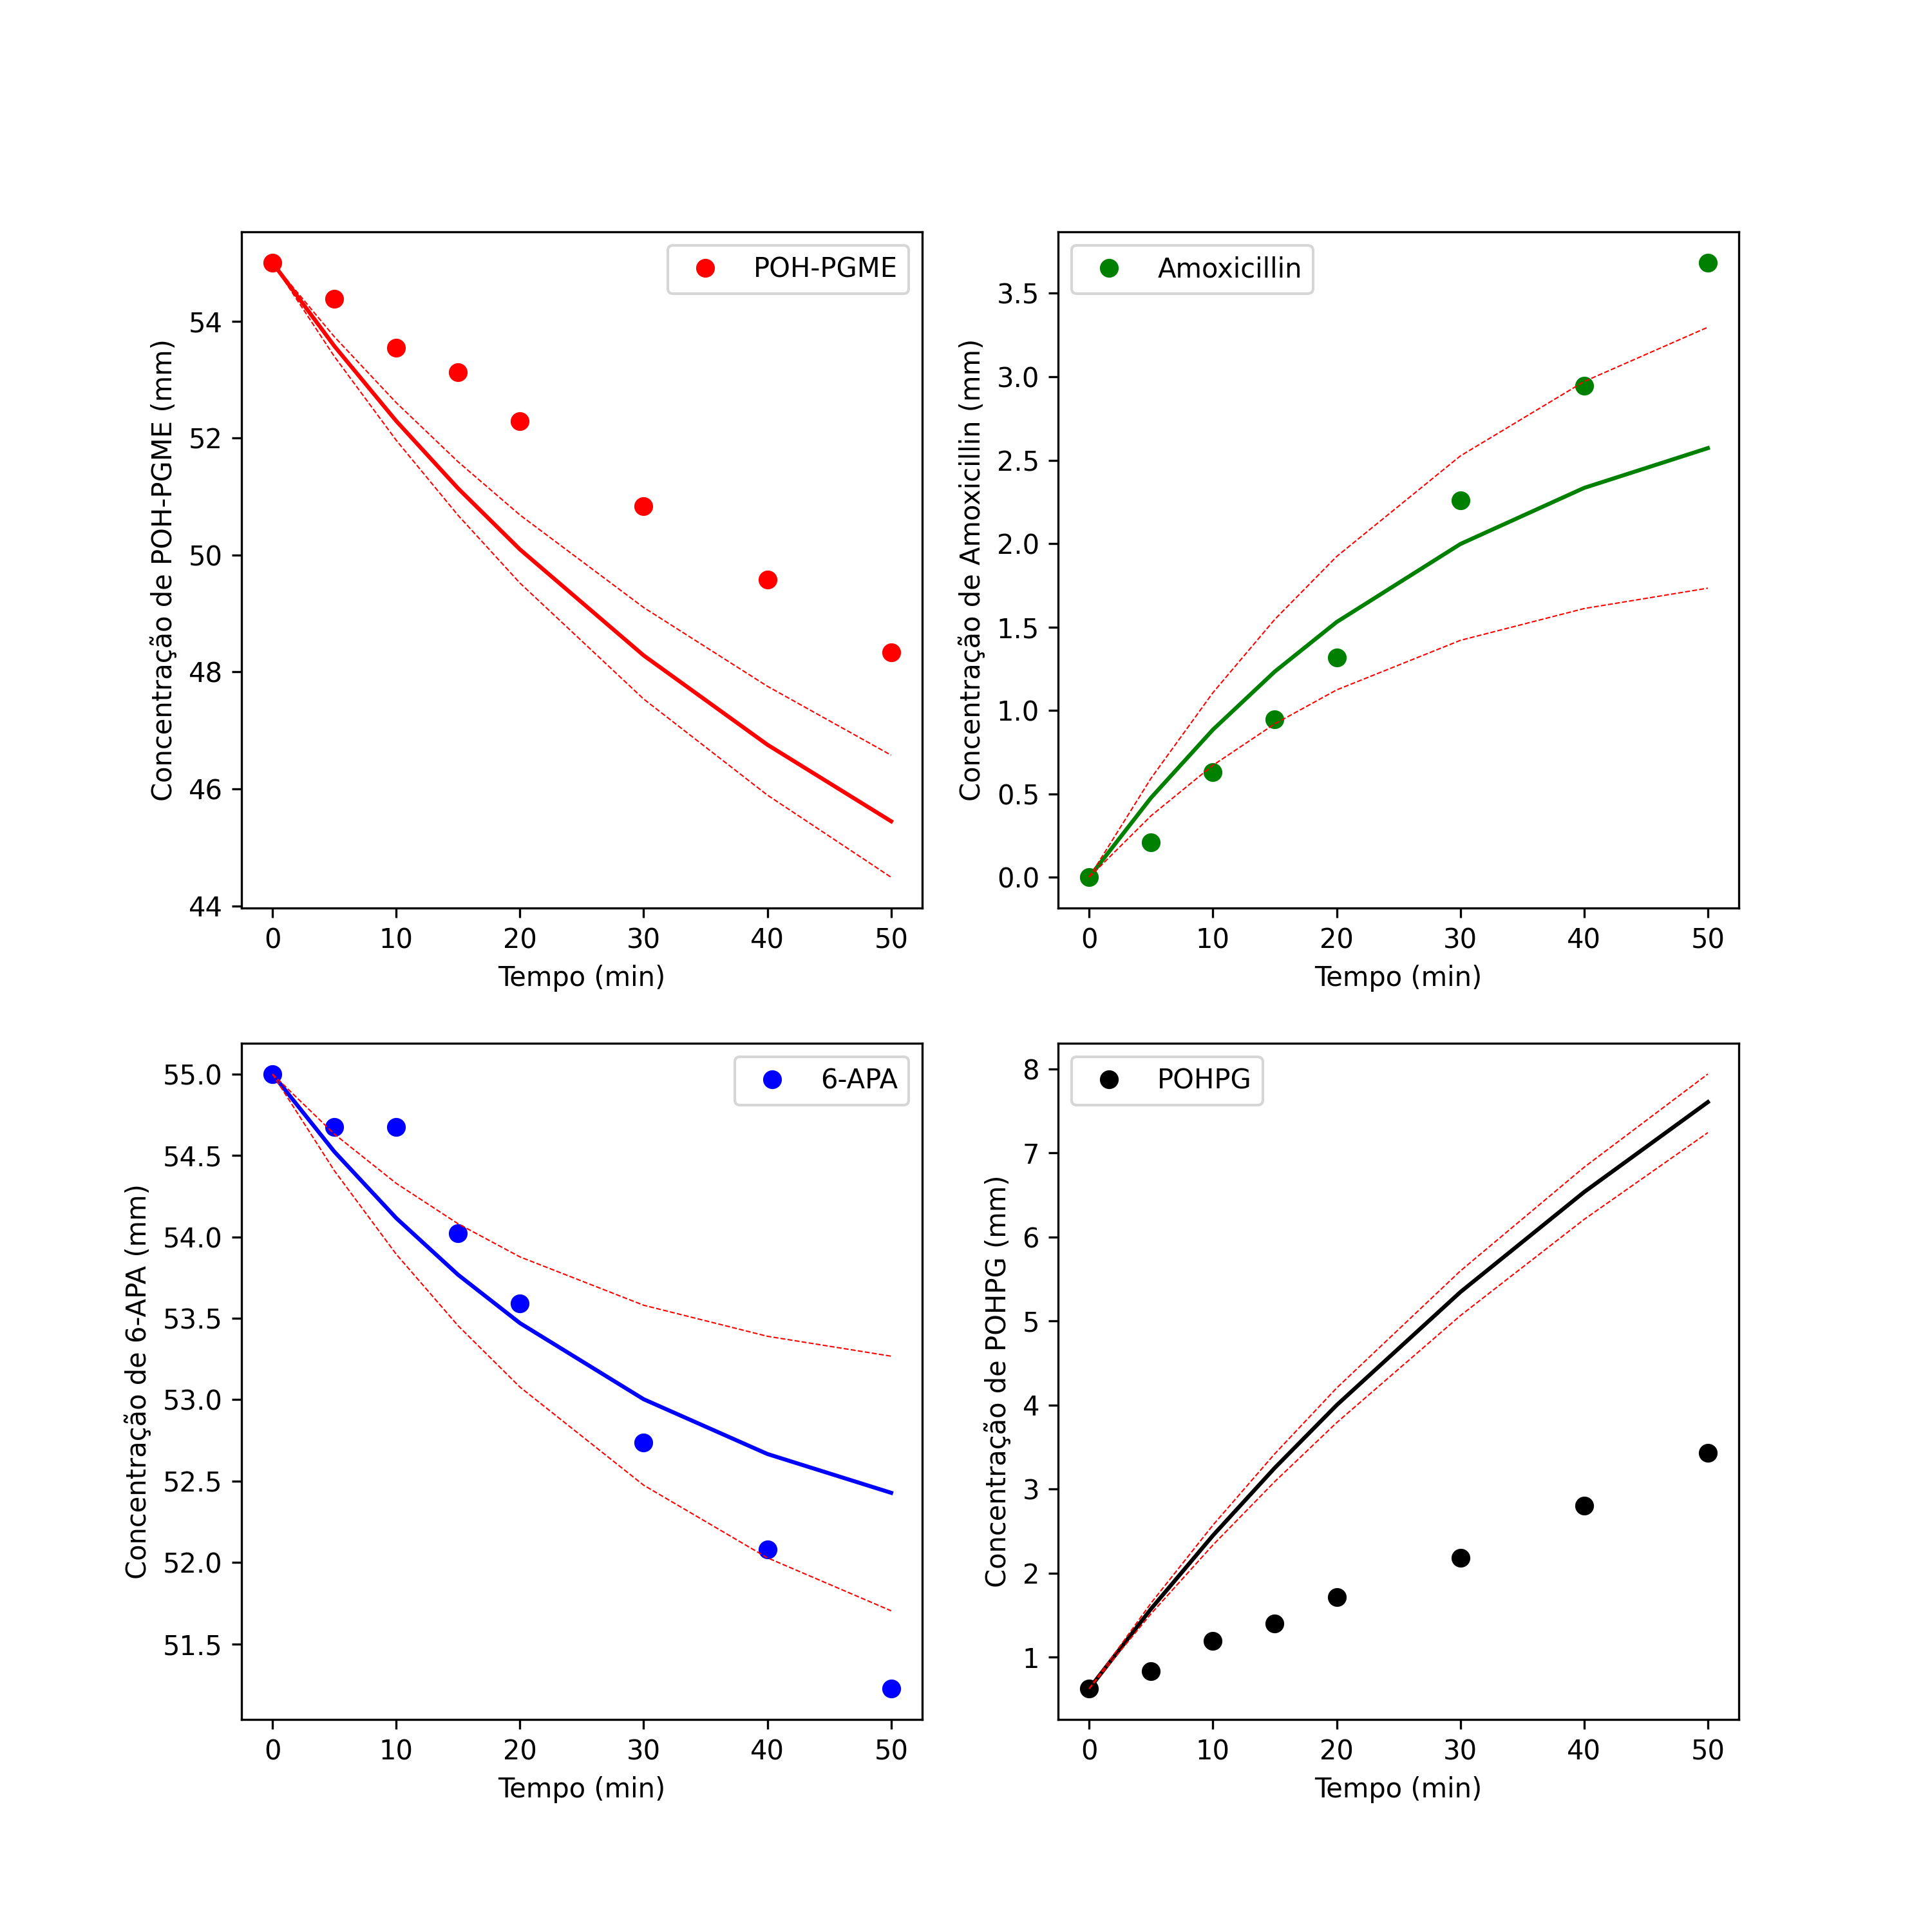 POH-PGME
Concentração de POH-PGME (mm)
54
52
50
48
46
44
0 10 20 30 40 50
Tempo (min)
Amoxicillin
Concentração de Amoxicillin (mm)
3.5
3.0
2.5
2.0
1.5
1.0
0.5
0.0
0 10 20 30 40 50
Tempo (min)
6-APA
Concentração de 6-APA (mm)
55.0
54.5
54.0
53.5
53.0
52.5
52.0
51.5
0 10 20 30 40 50
Tempo (min)
POHPG
Concentração de POHPG (mm)
8
7
6
5
4
3
2
1
0 10 20 30 40 50
Tempo (min)